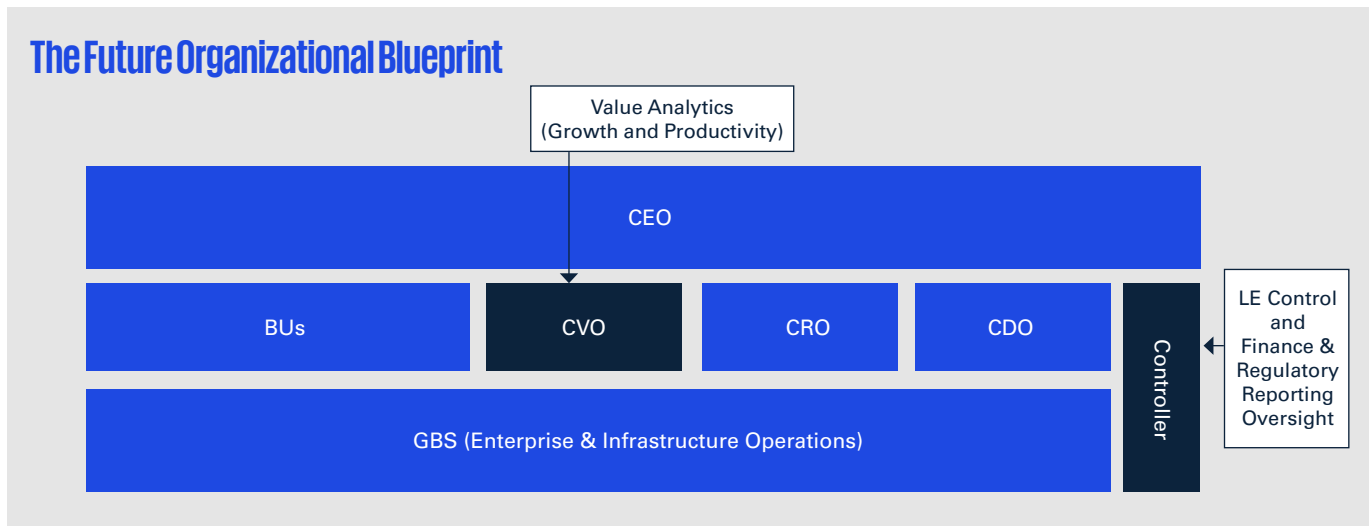 The Future Organizational Blueprint
Value Analytics
(Growth and Productivity)
CEO
BUs
CVO
CRO
CDO
Controller
LE Control
and
Finance &
Regulatory
Reporting
Oversight
GBS (Enterprise & Infrastructure Operations)